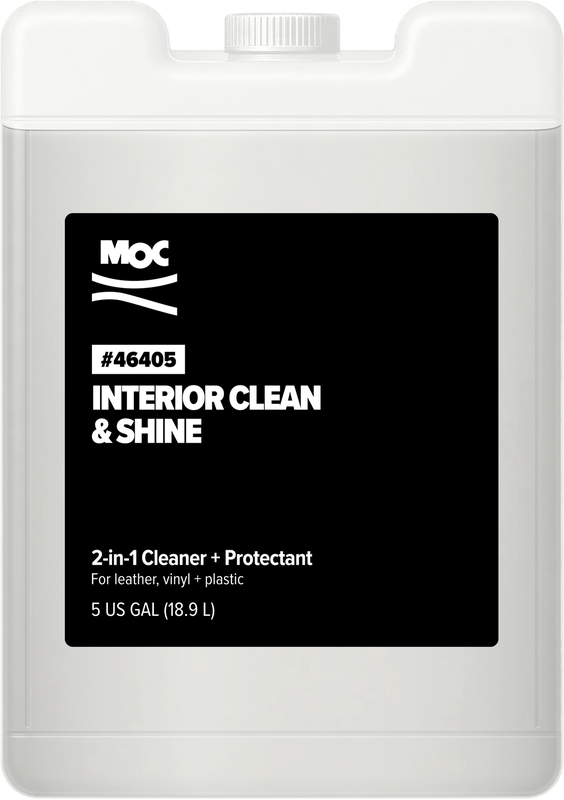 MOC
#46405
INTERIOR CLEAN
& SHINE
2-in-1 Cleaner + Protectant
For leather, vinyl + plastic
5 US GAL (18.9 L)